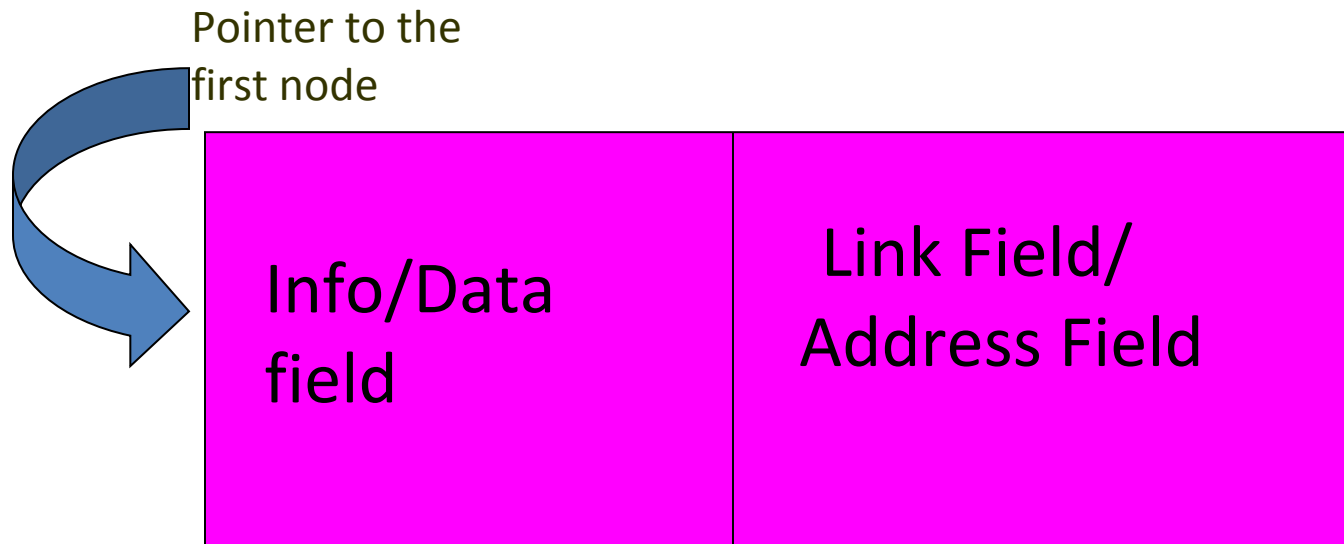 Pointer to the
first node
Info/Data
field
Link Field/
Address Field